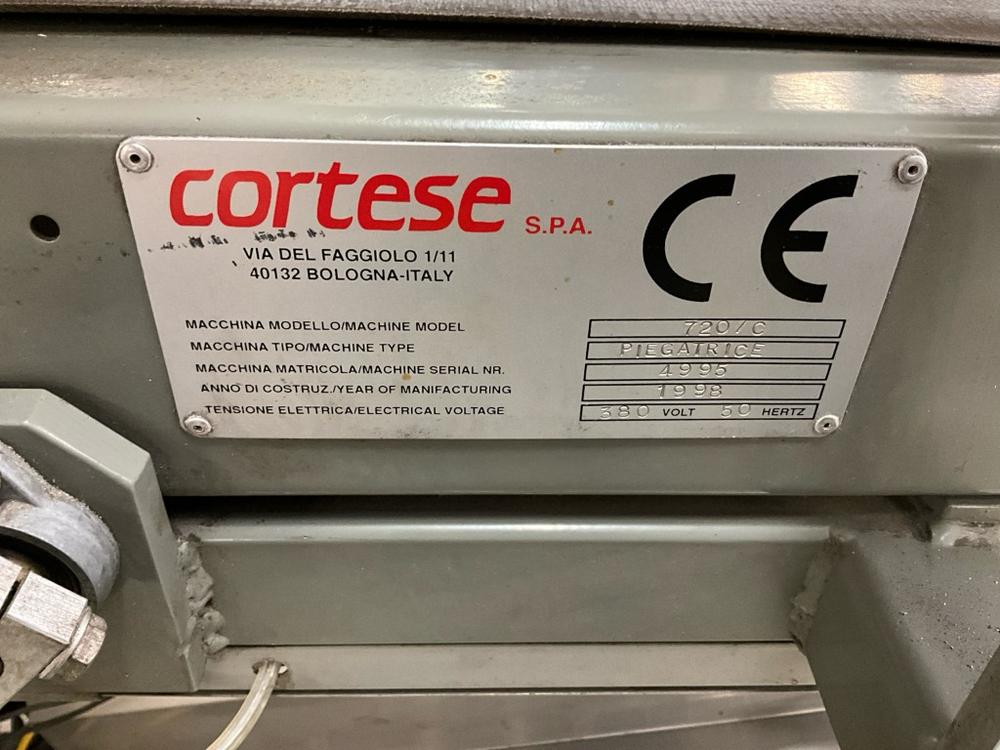 cortese S.P.A.
VIA DEL FAGGIOLO 1/11
40132 BOLOGNA-ITALY
CE
MACCHINA MODELLO/MACHINE MODEL 720/C
MACCHINA TIPO/MACHINE TYPE PIEGATRICE
MACCHINA MATRICOLA/MACHINE SERIAL NR. 4995
ANNO DI COSTRUZ./YEAR OF MANIFACTURING 1998
TENSIONE ELETTRICA/ELECTRICAL VOLTAGE 380 VOLT 50 HERTZ